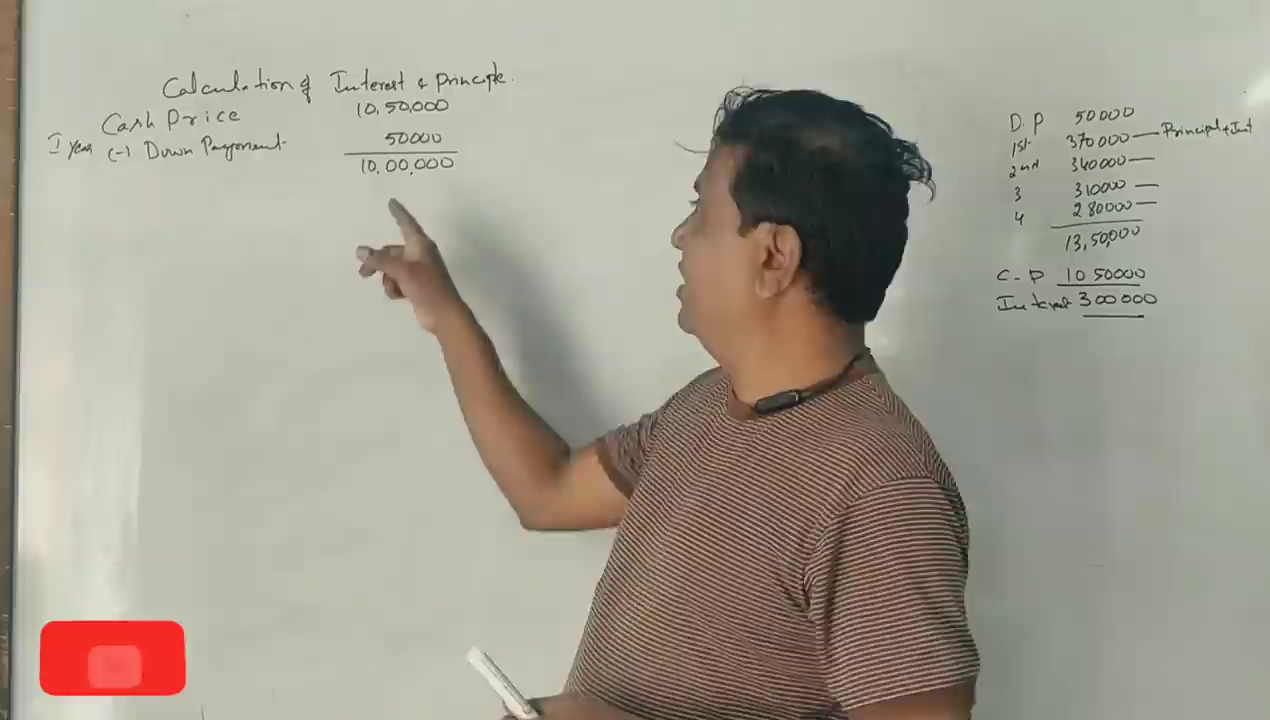 Calculation of Interest & Principle.
Cash Price 10,50,000
I year (-) Down Payment 50000
10,00,000
D.P 50000
1st 370000 — Principal + Int
2nd 340000 —
3 310000 —
4 280000 —
13,50,000
C-P 1050000
Interest 300000